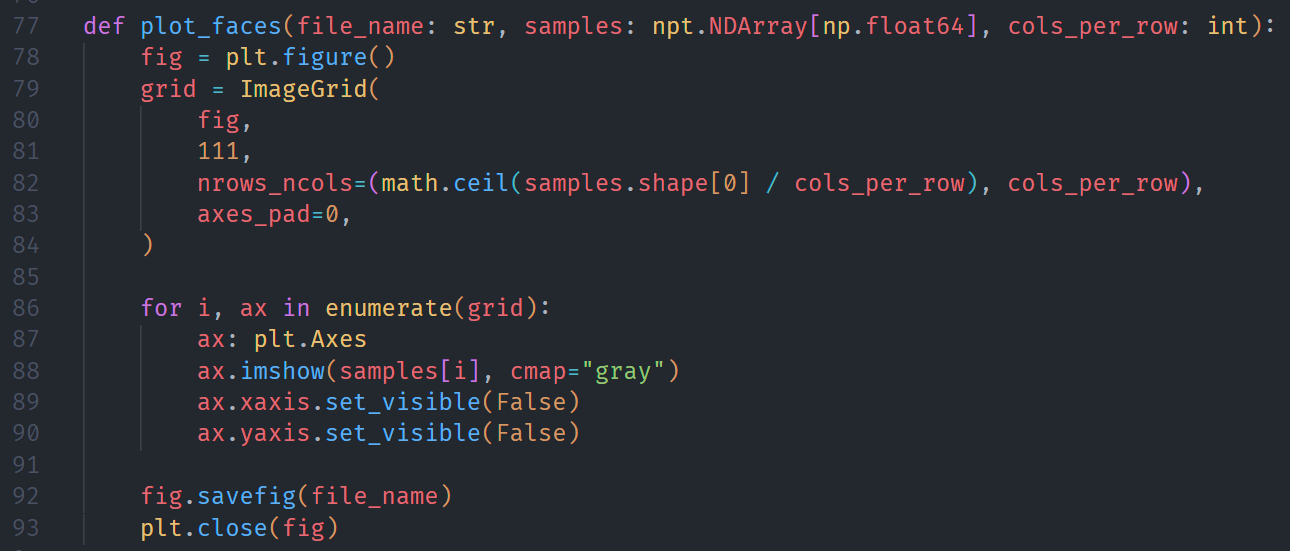 77 def plot_faces(file_name: str, samples: npt.NDArray[np.float64], cols_per_row: int):
78     fig = plt.figure()
79     grid = ImageGrid(
80         fig,
81         111,
82         nrows_ncols=(math.ceil(samples.shape[0] / cols_per_row), cols_per_row),
83         axes_pad=0,
84     )
85
86     for i, ax in enumerate(grid):
87         ax: plt.Axes
88         ax.imshow(samples[i], cmap="gray")
89         ax.xaxis.set_visible(False)
90         ax.yaxis.set_visible(False)
91
92     fig.savefig(file_name)
93     plt.close(fig)